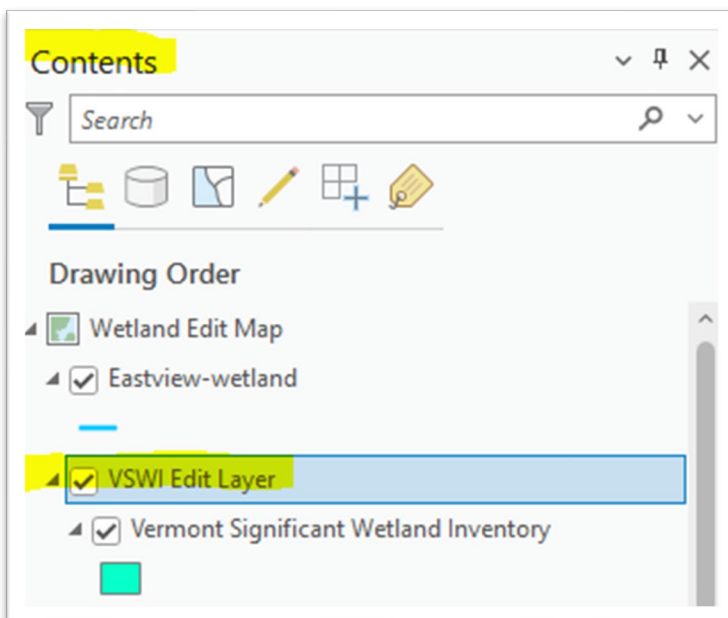 Contents
Search
Drawing Order
Wetland Edit Map
Eastview-wetland
VSWI Edit Layer
Vermont Significant Wetland Inventory